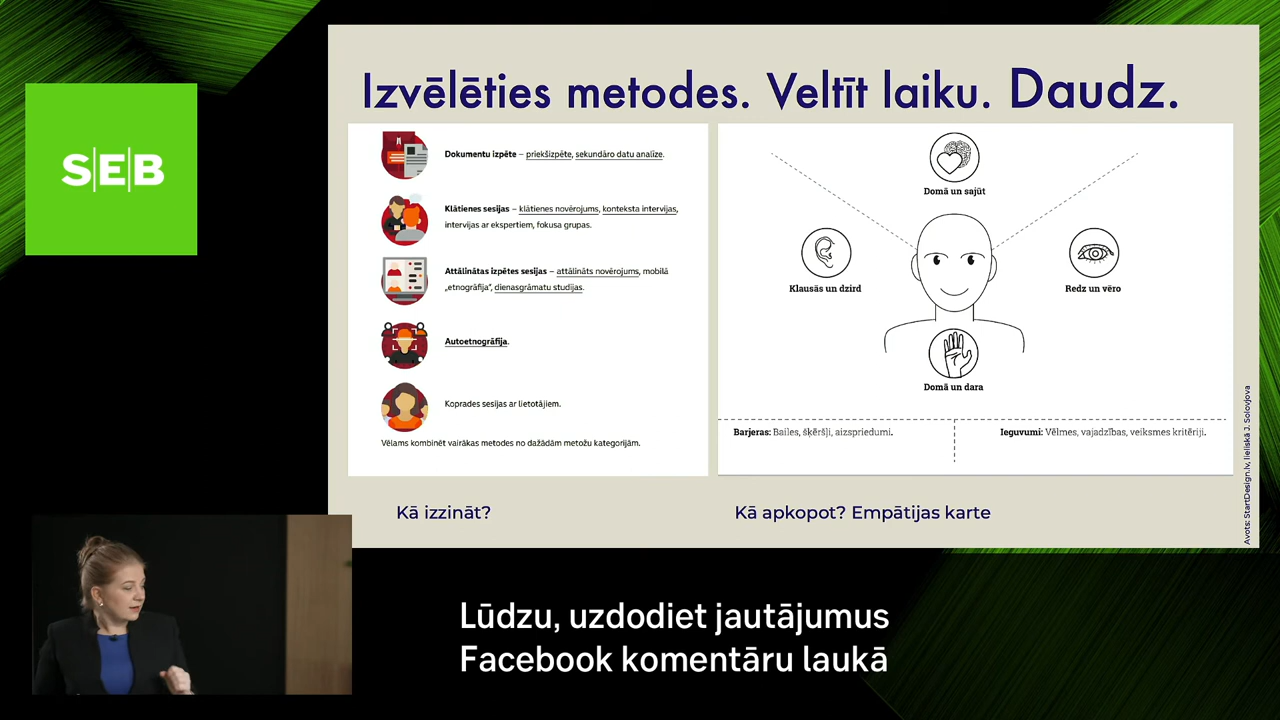 SEB
Izvēlēties metodes. Veltīt laiku. Daudz.
Dokumentu izpēte – priekšizpēte, sekundāro datu analīze.
Klātienes sesijas – klātienes novērojums, konteksta intervijas,
intervijas ar ekspertiem, fokusa grupas.
Attālinātas izpētes sesijas – attālināts novērojums, mobilā
„etnogrāfija”, dienasgrāmatu studijas.
Autoetnogrāfija.
Koprades sesijas ar lietotājiem.
Vēlams kombinēt vairākas metodes no dažādām metožu kategorijām.
Domā un sajūt
Klausās un dzird
Redz un vēro
Domā un dara
Barjeras: Bailes, šķēršļi, aizspriedumi.
Ieguvumi: Vēlmes, vajadzības, veiksmes kritēriji.
Kā izzināt?
Kā apkopot? Empātijas karte
Avots: StartDesign.lv, lieliskā J. Solovjova
Lūdzu, uzdodiet jautājumus
Facebook komentāru laukā